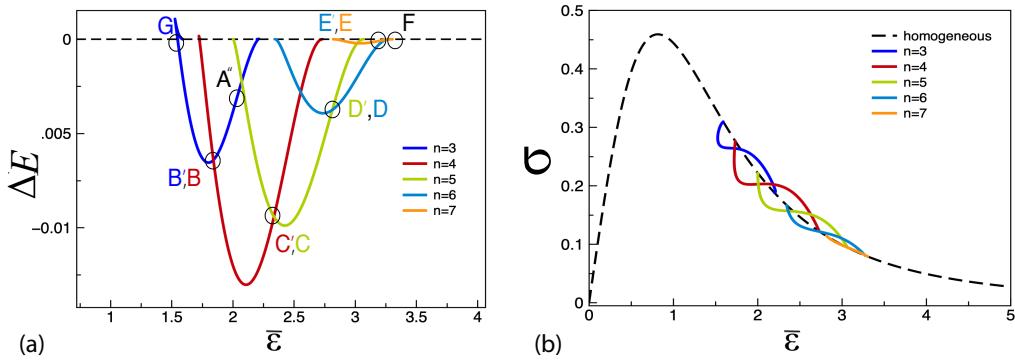 G
E′,E
F
A″
D′,D
B′,B
C′,C
0
.005
-0.01
ΔE
n=3
n=4
n=5
n=6
n=7
1
1.5
2
2.5
3
3.5
4
ε̅
(a)
0.5
0.4
0.3
0.2
0.1
0
σ
homogeneous
n=3
n=4
n=5
n=6
n=7
0
1
2
3
4
5
ε̅
(b)